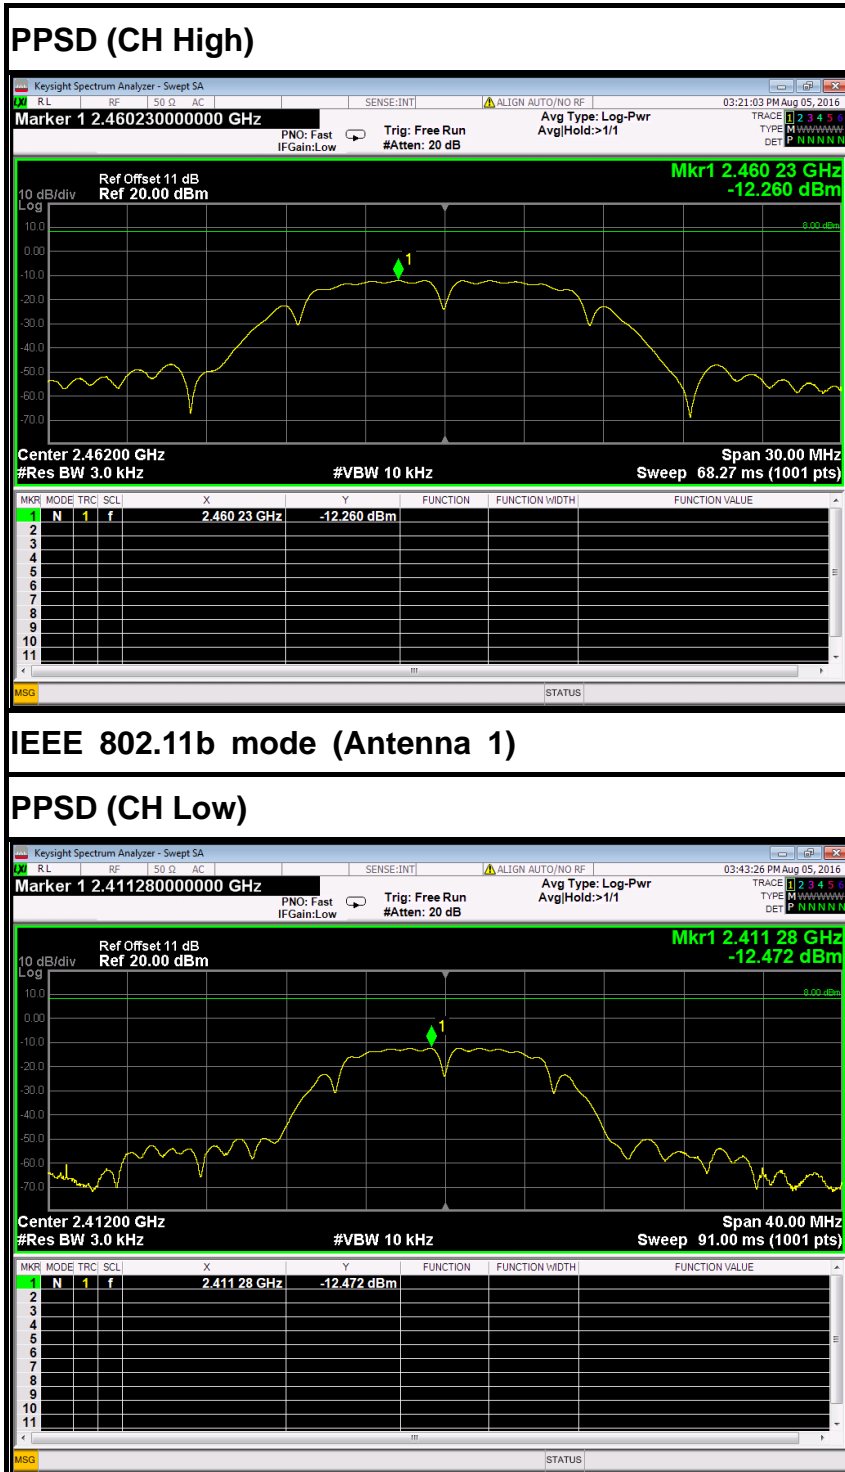 PPSD (CH High)
Keysight Spectrum Analyzer - Swept SA
LXI RL RF 50 Ω AC SENSE:INT ALIGN AUTO/NO RF 03:21:03 PM Aug 05, 2016
Marker 1 2.460230000000 GHz
PNO: Fast
IFGain:Low
Trig: Free Run
#Atten: 20 dB
Avg Type: Log-Pwr
Avg|Hold:>1/1
TRACE 1 2 3 4 5 6
TYPE M WWWWW
DET P N N N N N
Mkr1 2.460 23 GHz
-12.260 dBm
Ref Offset 11 dB
10 dB/div Ref 20.00 dBm
Log
10.0
8.00 dBm
0.00
1
-10.0
-20.0
-30.0
-40.0
-50.0
-60.0
-70.0
Center 2.46200 GHz Span 30.00 MHz
#Res BW 3.0 kHz #VBW 10 kHz Sweep 68.27 ms (1001 pts)
MKR MODE TRC SCL X Y FUNCTION FUNCTION WIDTH FUNCTION VALUE
1 N 1 f 2.460 23 GHz -12.260 dBm
2
3
4
5
6
7
8
9
10
11
MSG STATUS
IEEE 802.11b mode (Antenna 1)
PPSD (CH Low)
Keysight Spectrum Analyzer - Swept SA
LXI RL RF 50 Ω AC SENSE:INT ALIGN AUTO/NO RF 03:43:26 PM Aug 05, 2016
Marker 1 2.411280000000 GHz
PNO: Fast
IFGain:Low
Trig: Free Run
#Atten: 20 dB
Avg Type: Log-Pwr
Avg|Hold:>1/1
TRACE 1 2 3 4 5 6
TYPE M WWWWW
DET P N N N N N
Mkr1 2.411 28 GHz
-12.472 dBm
Ref Offset 11 dB
10 dB/div Ref 20.00 dBm
Log
10.0
8.00 dBm
0.00
1
-10.0
-20.0
-30.0
-40.0
-50.0
-60.0
-70.0
Center 2.41200 GHz Span 40.00 MHz
#Res BW 3.0 kHz #VBW 10 kHz Sweep 91.00 ms (1001 pts)
MKR MODE TRC SCL X Y FUNCTION FUNCTION WIDTH FUNCTION VALUE
1 N 1 f 2.411 28 GHz -12.472 dBm
2
3
4
5
6
7
8
9
10
11
MSG STATUS